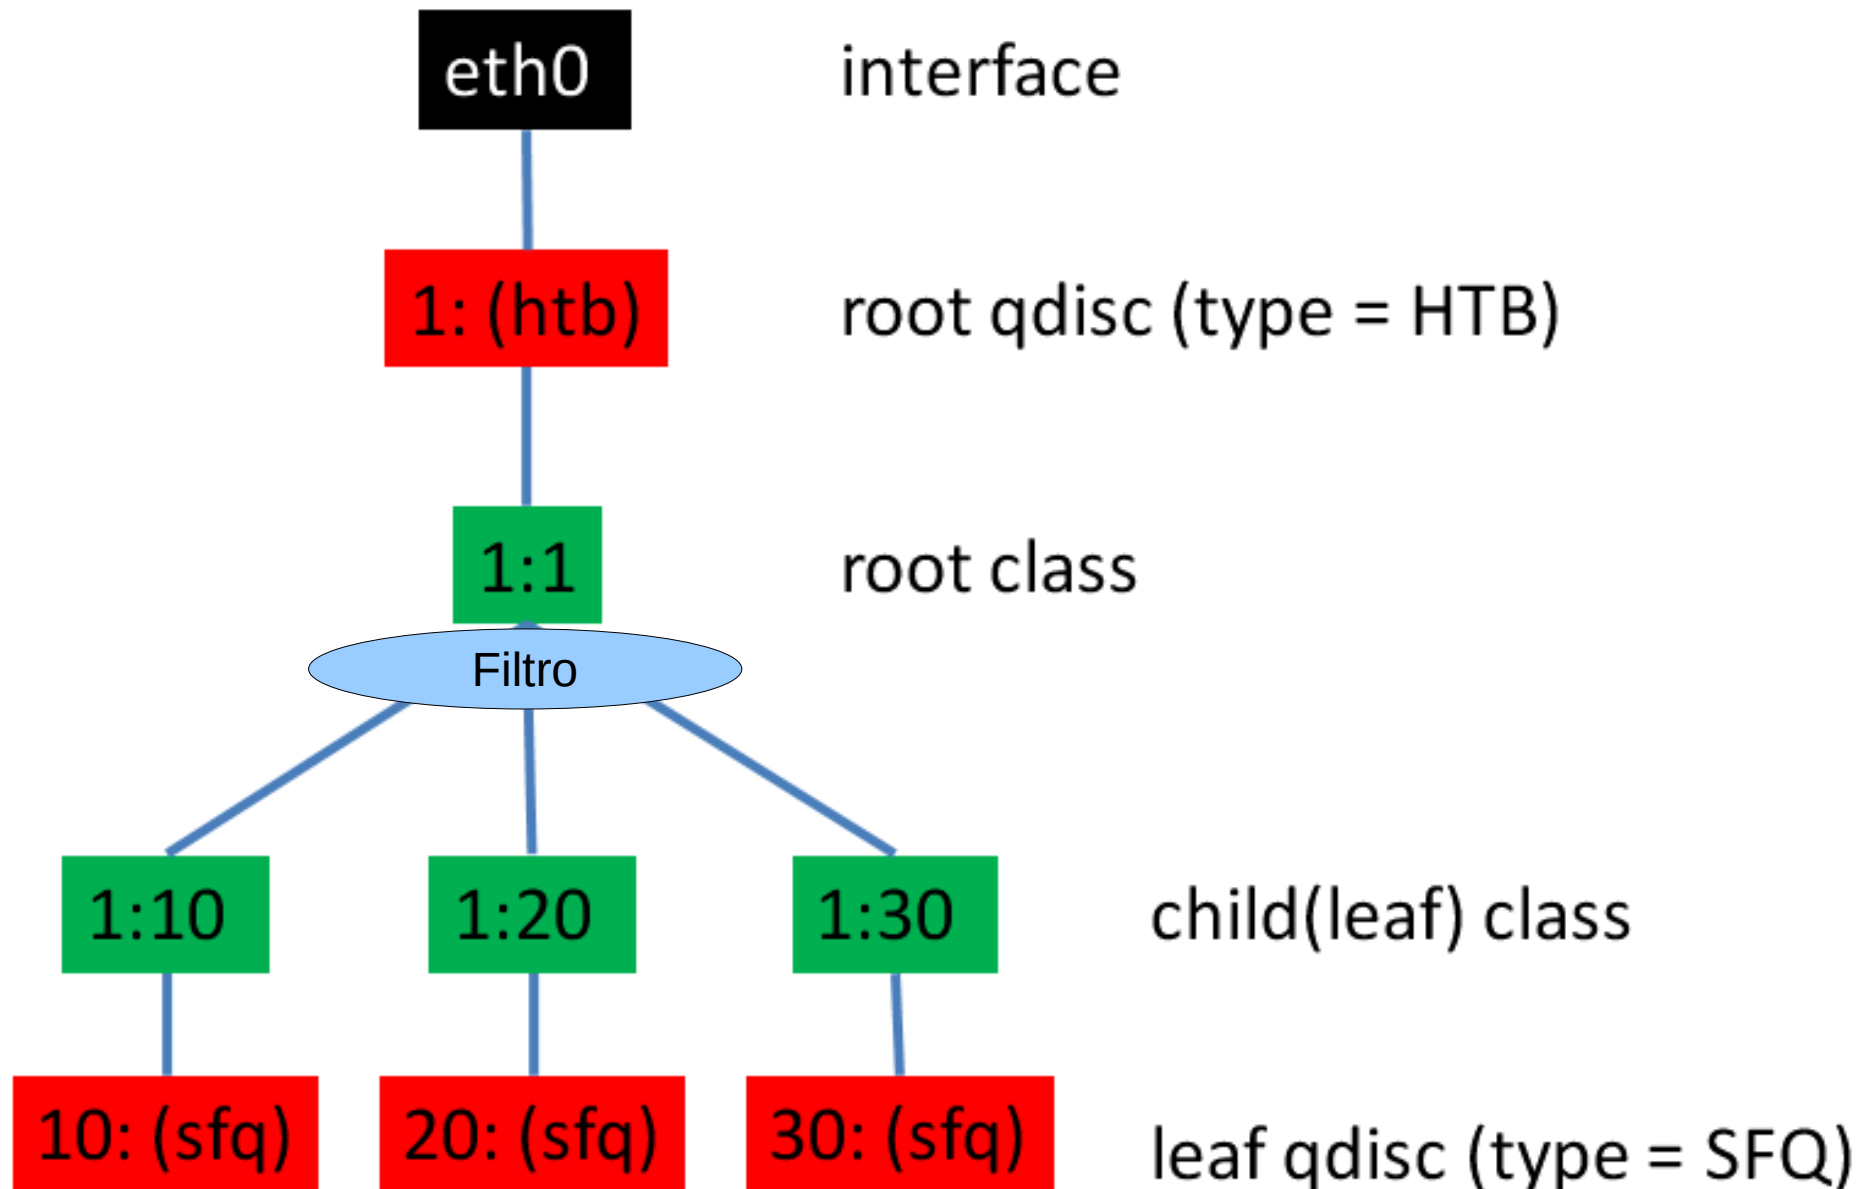 eth0 interface
1: (htb) root qdisc (type = HTB)
1:1 root class
Filtro
1:10 1:20 1:30 child(leaf) class
10: (sfq) 20: (sfq) 30: (sfq) leaf qdisc (type = SFQ)